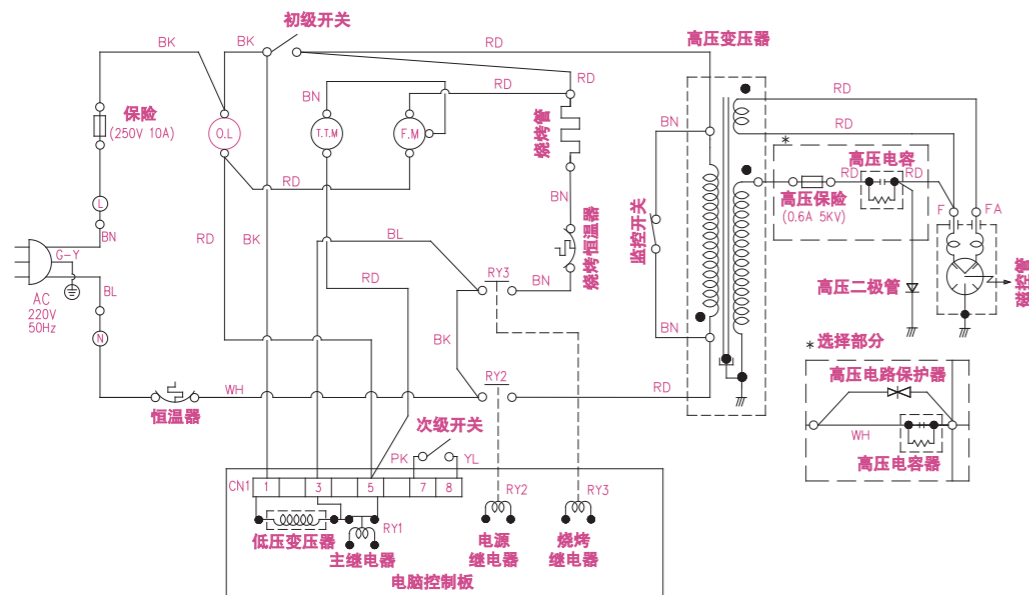 初级开关
高压变压器
BK
BK
RD
RD
RD
BN
RD
保险
(250V 10A)
O.L
T.T.M
F.M
烧烤管
BN
RD
*
高压电容
RD
RD
高压保险
(0.6A 5KV)
F
FA
L
BN
G-Y
AC
220V
50Hz
BL
N
RD
BK
RD
BL
BN
烧烤恒温器
监控开关
RY3
BN
RD
高压二极管
磁控管
BK
BN
*选择部分
高压电路保护器
WH
高压电容器
恒温器
WH
RY2
RD
次级开关
PK
YL
CN1
1
3
5
7
8
RY2
RY3
RY1
低压变压器
主继电器
电源
继电器
烧烤
继电器
电脑控制板